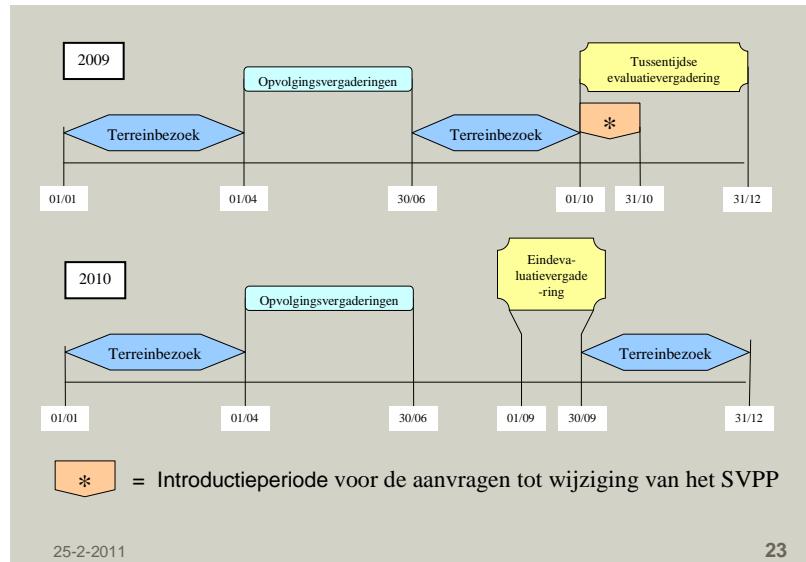 2009
Tussentijdse
evaluatievergadering
Opvolgingsvergaderingen
Terreinbezoek
Terreinbezoek
*
01/01
01/04
30/06
01/10
31/10
31/12
2010
Eindeva-
luatievergade
-ring
Opvolgingsvergaderingen
Terreinbezoek
Terreinbezoek
01/01
01/04
30/06
01/09
30/09
31/12
* = Introductieperiode voor de aanvragen tot wijziging van het SVPP
25-2-2011
23